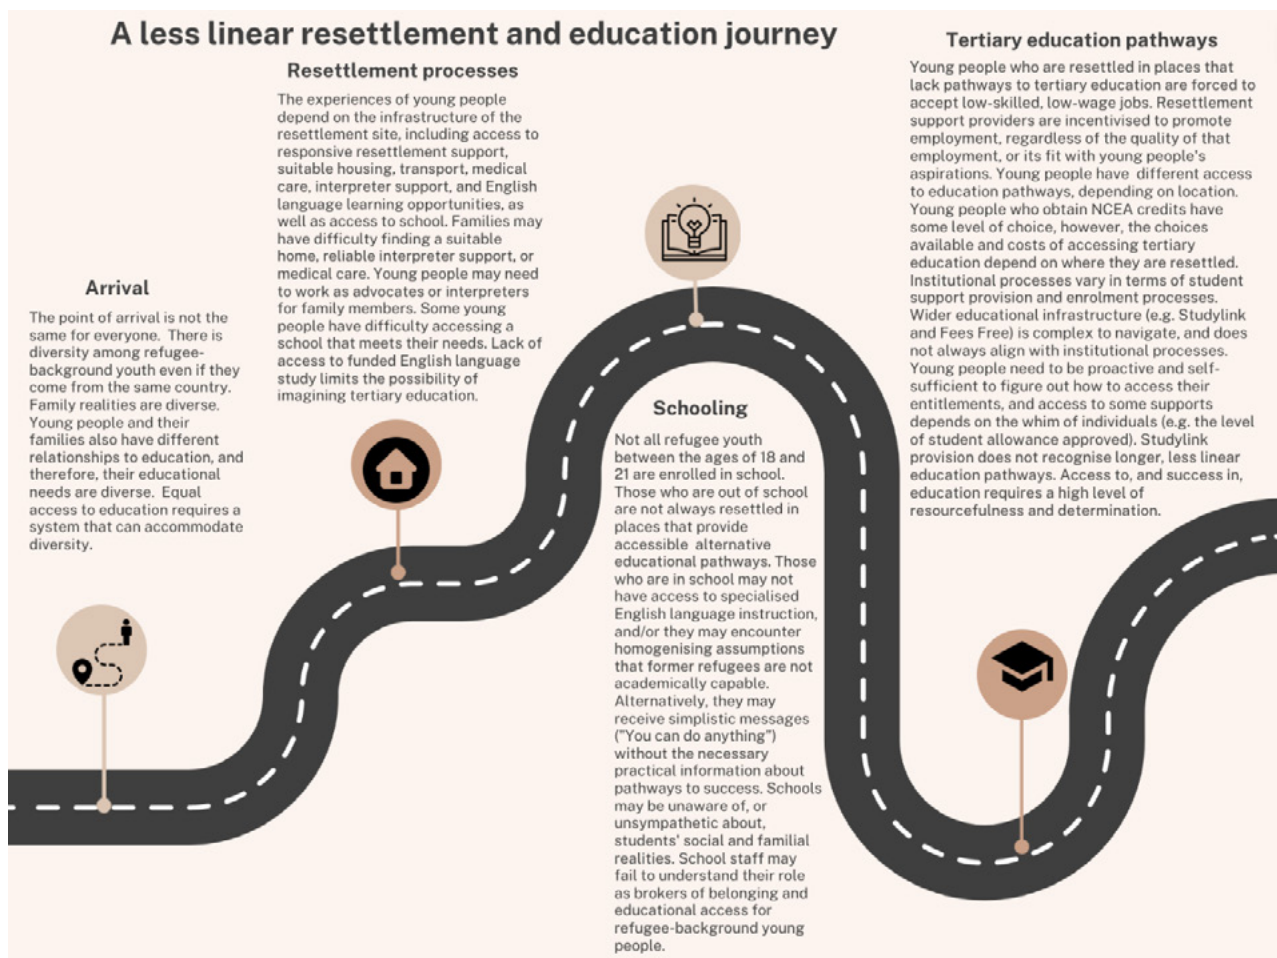 A less linear resettlement and education journey
Arrival
The point of arrival is not the
same for everyone.  There is
diversity among refugee-
background youth even if they
come from the same country.
Family realities are diverse.
Young people and their
families also have different
relationships to education, and
therefore, their educational
needs are diverse.  Equal
access to education requires a
system that can accommodate
diversity.
Resettlement processes
The experiences of young people
depend on the infrastructure of the
resettlement site, including access to
responsive resettlement support,
suitable housing, transport, medical
care, interpreter support, and English
language learning opportunities, as
well as access to school. Families may
have difficulty finding a suitable
home, reliable interpreter support, or
medical care. Young people may need
to work as advocates or interpreters
for family members. Some young
people have difficulty accessing a
school that meets their needs. Lack of
access to funded English language
study limits the possibility of
imagining tertiary education.
Schooling
Not all refugee youth
between the ages of 18 and
21 are enrolled in school.
Those who are out of school
are not always resettled in
places that provide
accessible  alternative
educational pathways. Those
who are in school may not
have access to specialised
English language instruction,
and/or they may encounter
homogenising assumptions
that former refugees are not
academically capable.
Alternatively, they may
receive simplistic messages
("You can do anything")
without the necessary
practical information about
pathways to success. Schools
may be unaware of, or
unsympathetic about,
students' social and familial
realities. School staff may
fail to understand their role
as brokers of belonging and
educational access for
refugee-background young
people.
Tertiary education pathways
Young people who are resettled in places that
lack pathways to tertiary education are forced to
accept low-skilled, low-wage jobs. Resettlement
support providers are incentivised to promote
employment, regardless of the quality of that
employment, or its fit with young people's
aspirations. Young people have  different access
to education pathways, depending on location.
Young people who obtain NCEA credits have
some level of choice, however, the choices
available and costs of accessing tertiary
education depend on where they are resettled.
Institutional processes vary in terms of student
support provision and enrolment processes.
Wider educational infrastructure (e.g. Studylink
and Fees Free) is complex to navigate, and does
not always align with institutional processes.
Young people need to be proactive and self-
sufficient to figure out how to access their
entitlements, and access to some supports
depends on the whim of individuals (e.g. the level
of student allowance approved). Studylink
provision does not recognise longer, less linear
education pathways. Access to, and success in,
education requires a high level of
resourcefulness and determination.